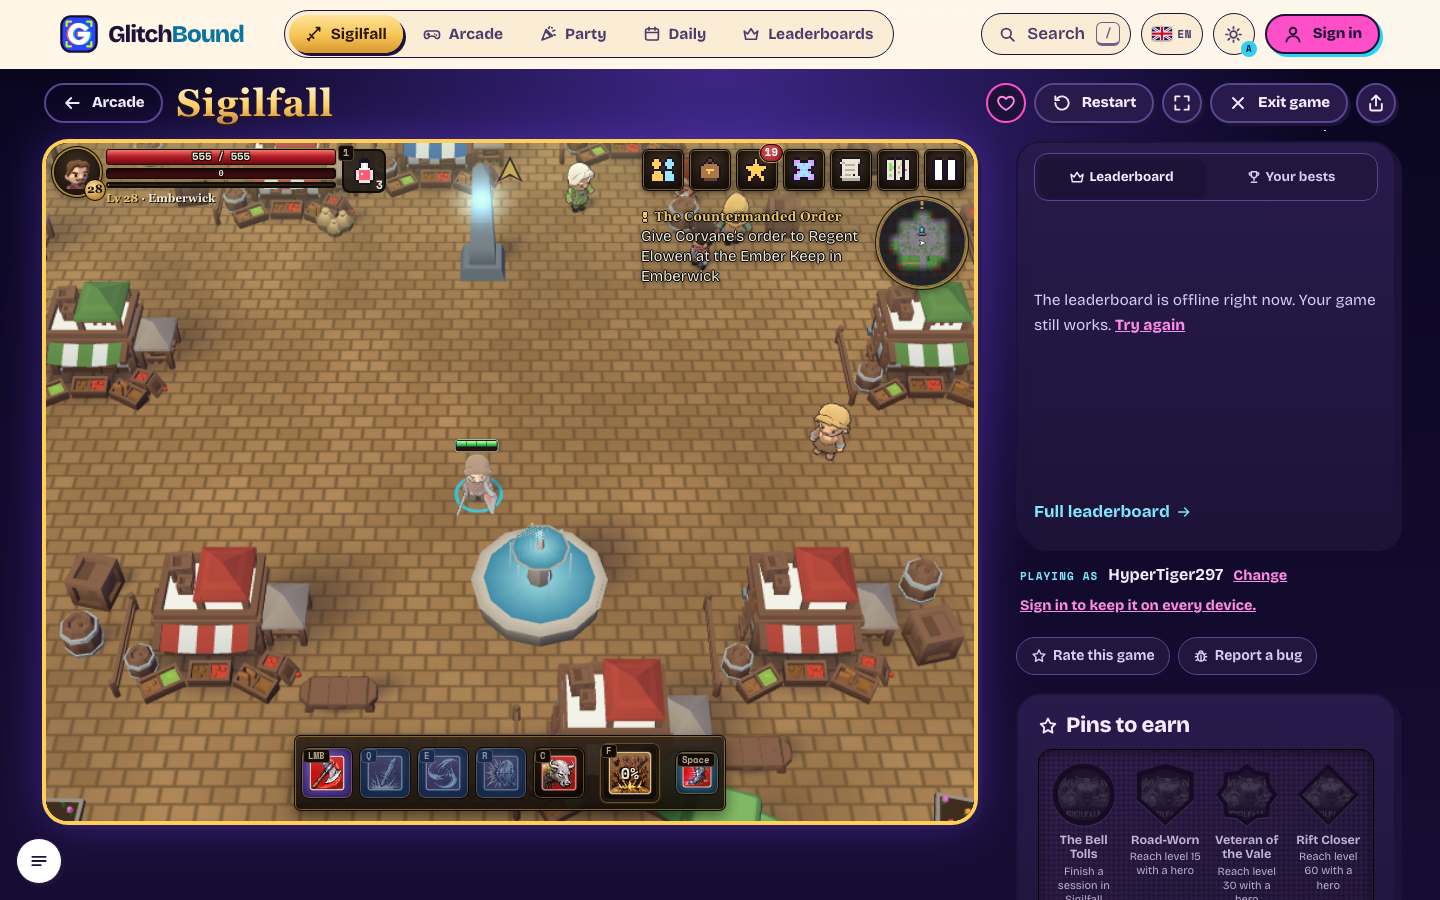 GlitchBound
Sigilfall
Arcade
Party
Daily
Leaderboards
Search /
EN
A
Sign in
Arcade
Sigilfall
Restart
Exit game
555 / 555
0
28
Lv 28 · Emberwick
1
3
19
The Countermanded Order
Give Corvane's order to Regent
Elowen at the Ember Keep in
Emberwick
LMB
Q
E
R
C
F
0%
Space
Leaderboard
Your bests
The leaderboard is offline right now. Your game
still works. Try again
Full leaderboard →
PLAYING AS HyperTiger297 Change
Sign in to keep it on every device.
Rate this game
Report a bug
Pins to earn
The Bell
Tolls
Finish a
session in
Sigilfall
Road-Worn
Reach level 15
with a hero
Veteran of
the Vale
Reach level
30 with a
hero
Rift Closer
Reach level
60 with a
hero